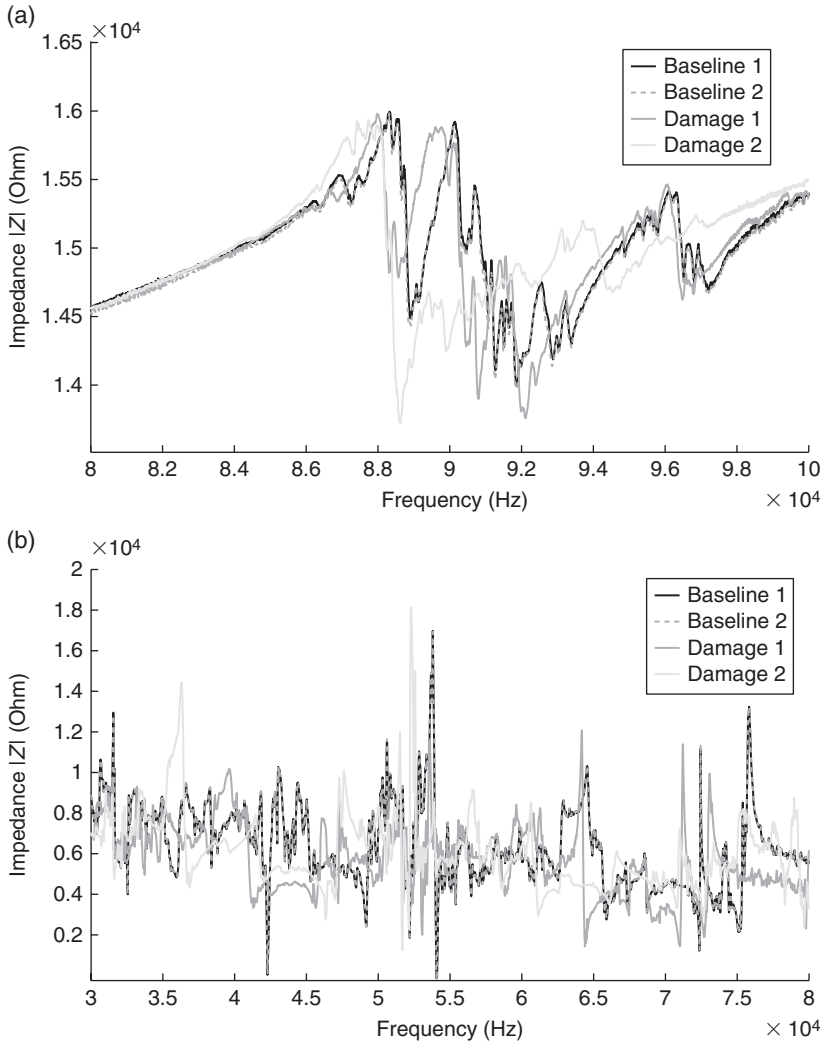 (a)
× 10⁴
1.65
1.6
1.55
1.5
1.45
1.4
Impedance |Z| (Ohm)
8 8.2 8.4 8.6 8.8 9 9.2 9.4 9.6 9.8 10
Frequency (Hz)
× 10⁴
Baseline 1
Baseline 2
Damage 1
Damage 2
(b)
× 10⁴
2
1.8
1.6
1.4
1.2
1
0.8
0.6
0.4
0.2
Impedance |Z| (Ohm)
3 3.5 4 4.5 5 5.5 6 6.5 7 7.5 8
Frequency (Hz)
× 10⁴
Baseline 1
Baseline 2
Damage 1
Damage 2